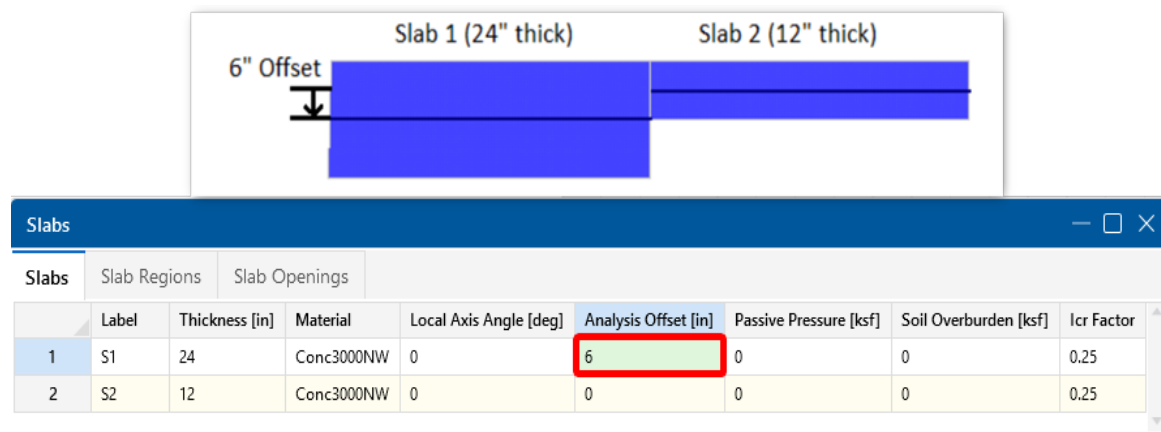 Slab 1 (24" thick) Slab 2 (12" thick)
6" Offset
Slabs
Slabs Slab Regions Slab Openings
Label Thickness [in] Material Local Axis Angle [deg] Analysis Offset [in] Passive Pressure [ksf] Soil Overburden [ksf] Icr Factor
1 S1 24 Conc3000NW 0 6 0 0 0.25
2 S2 12 Conc3000NW 0 0 0 0 0.25